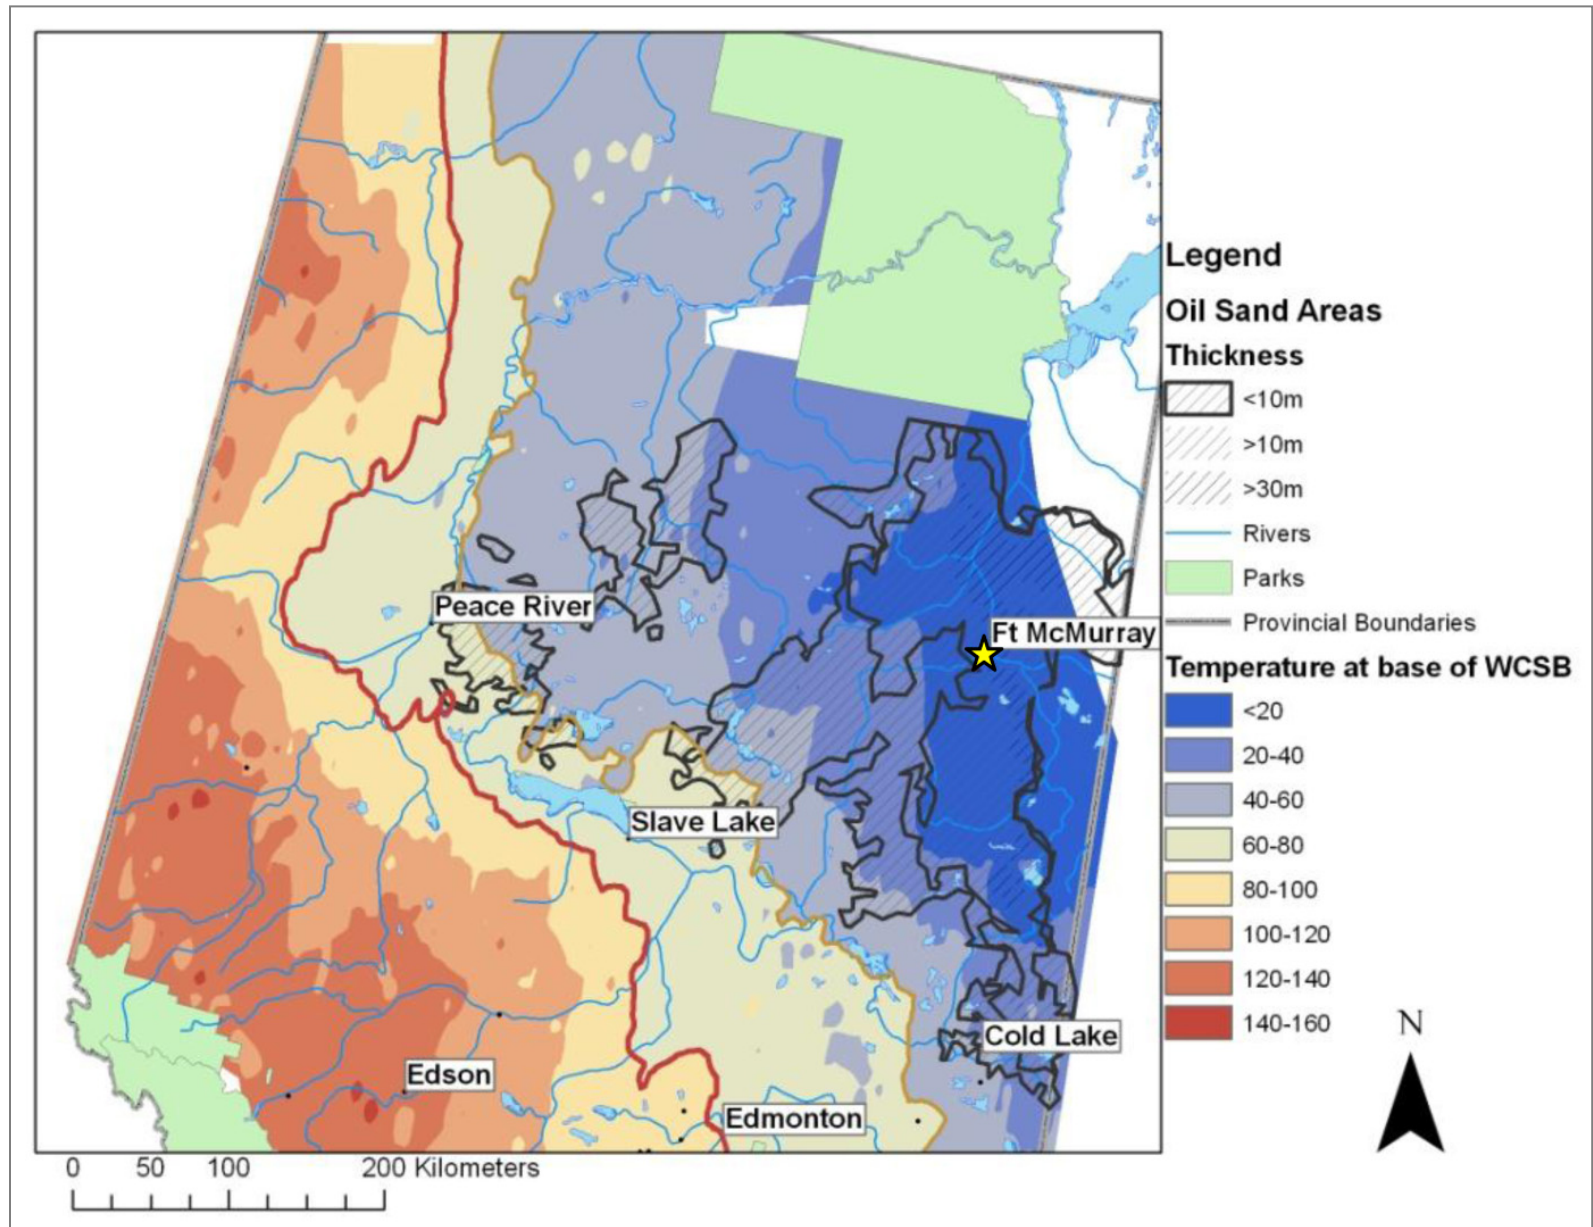 Legend
Oil Sand Areas
Thickness
<10m
>10m
>30m
Rivers
Parks
Provincial Boundaries
Temperature at base of WCSB
<20
20-40
40-60
60-80
80-100
100-120
120-140
140-160
N
Peace River
Ft McMurray
Slave Lake
Cold Lake
Edson
Edmonton
0 50 100 200 Kilometers